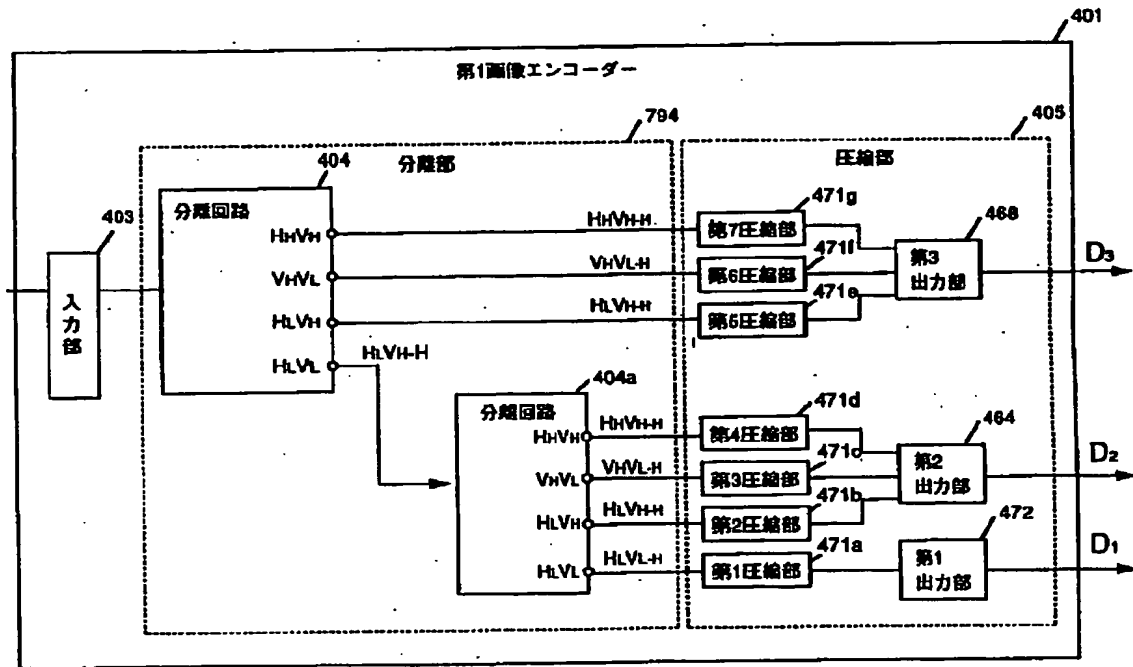 401
第1画像エンコーダー
794
405
分離部
圧縮部
404
403
分離回路
入力部
HHVH
HHVH-H
第7圧縮部
471g
468
VHVL
VHVL-H
第6圧縮部
471f
第3出力部
D3
HLVH
HLVH-H
第5圧縮部
471e
HLVL
HLVH-H
404a
分離回路
HHVH
HHVH-H
第4圧縮部
471d
464
VHVL
VHVL-H
第3圧縮部
471c
第2出力部
D2
HLVH
HLVH-H
第2圧縮部
471b
472
HLVL
HLVL-H
第1圧縮部
471a
第1出力部
D1